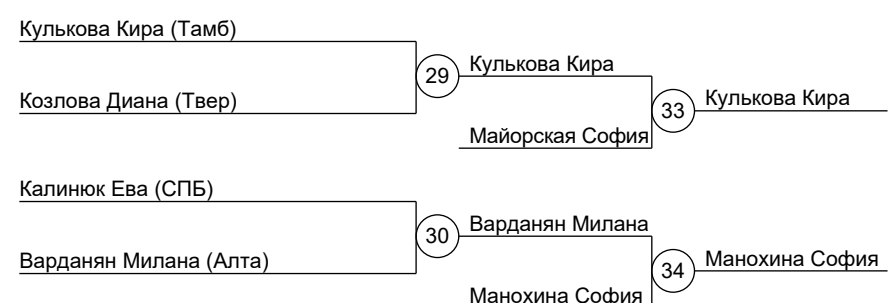 Кулькова Кира (Тамб)
29
Кулькова Кира
Козлова Диана (Твер)
33
Кулькова Кира
Майорская София
Калинюк Ева (СПБ)
30
Варданян Милана
Варданян Милана (Алта)
34
Манохина София
Манохина София